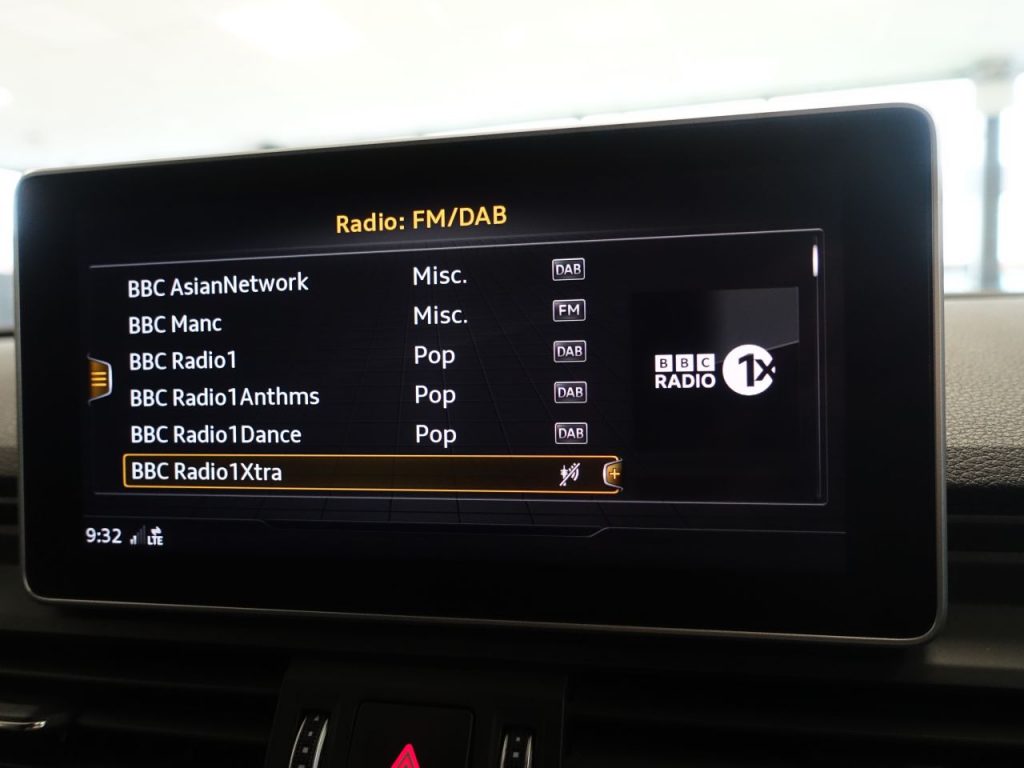 Radio: FM/DAB
BBC AsianNetwork Misc. DAB
BBC Manc Misc. FM
BBC Radio1 Pop DAB
BBC Radio1Anthms Pop DAB
BBC Radio1Dance Pop DAB
BBC Radio1Xtra
BBC
RADIO 1X
9:32 LTE